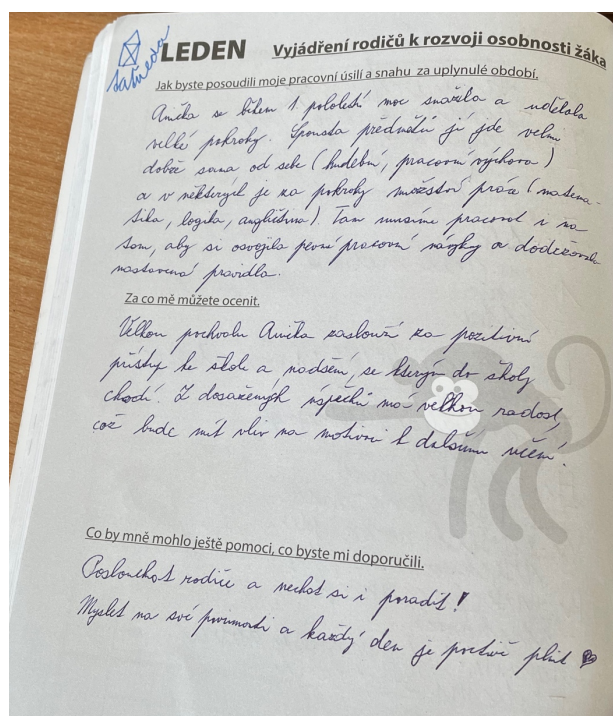 Sahreda
LEDEN Vyjádření rodičů k rozvoji osobnosti žáka
Jak byste posoudili moje pracovní úsilí a snahu za uplynulé období.
Anička se během 1. pololetí moc snažila a udělala
velké pokroky. Spousta předmětů jí jde velmi
dobře sama od sebe (hudební, pracovní výchova)
a v některých je za pokroky množství práce (matema-
tika, logika, angličtina). Tam musíme pracovat i na
tom, aby si osvojila pevné pracovní návyky a dodržovala
nastavená pravidla.
Za co mě můžete ocenit.
Velkou pochvalu Anička zaslouží za pozitivní
přístup ke škole a nadšení, se kterým do školy
chodí. Z dosažených úspěchů má velkou radost,
což bude mít vliv na motivaci k dalšímu učení.
Co by mně mohlo ještě pomoci, co byste mi doporučili.
Poslouchat rodiče a nechat si i poradit!
Myslet na své povinnosti a každý den je poctivě plnit